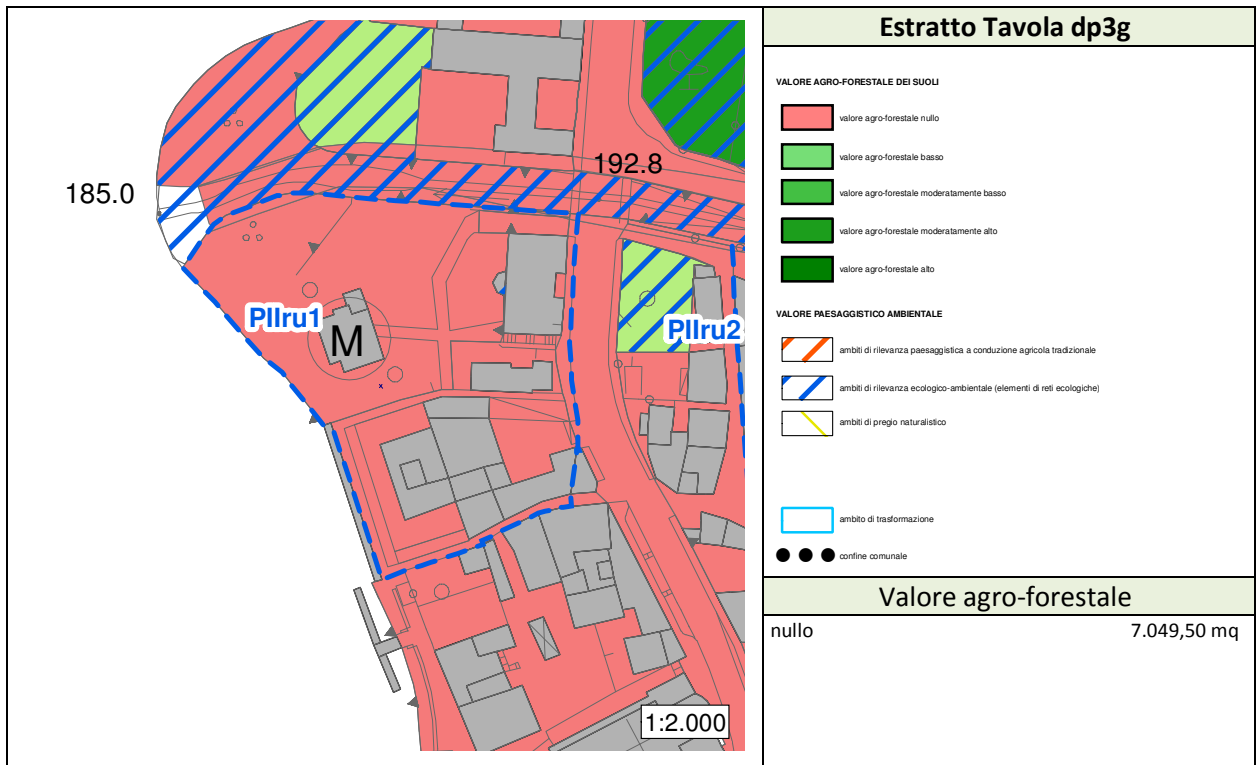 185.0
192.8
PIIru1
M
PIIru2
x
1:2.000
Estratto Tavola dp3g
VALORE AGRO-FORESTALE DEI SUOLI
valore agro-forestale nullo
valore agro-forestale basso
valore agro-forestale moderatamente basso
valore agro-forestale moderatamente alto
valore agro-forestale alto
VALORE PAESAGGISTICO AMBIENTALE
ambiti di rilevanza paesaggistica a conduzione agricola tradizionale
ambiti di rilevanza ecologico-ambientale (elementi di reti ecologiche)
ambiti di pregio naturalistico
ambito di trasformazione
confine comunale
Valore agro-forestale
nullo 7.049,50 mq